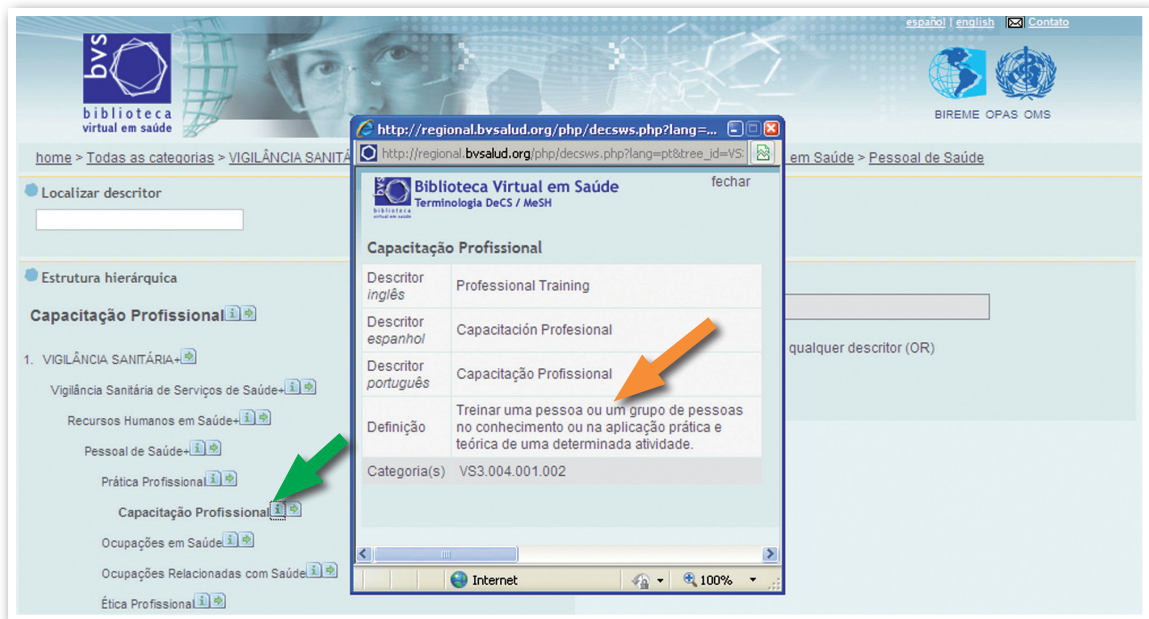 español | english Contato
bvs
biblioteca
virtual em saúde
BIREME OPAS OMS
home > Todas as categorias > VIGILÂNCIA SANITÁ
em Saúde > Pessoal de Saúde
Localizar descritor
Estrutura hierárquica
Capacitação Profissional
1. VIGILÂNCIA SANITÁRIA+
Vigilância Sanitária de Serviços de Saúde+
Recursos Humanos em Saúde+
Pessoal de Saúde+
Prática Profissional
Capacitação Profissional
Ocupações em Saúde
Ocupações Relacionadas com Saúde
Ética Profissional
http://regional.bvsalud.org/php/decsws.php?lang=...
http://regional.bvsalud.org/php/decsws.php?lang=pt&tree_id=VS
Biblioteca Virtual em Saúde
Terminologia DeCS / MeSH
fechar
biblioteca
virtual em saúde
Capacitação Profissional
Descritor
inglês
Professional Training
Descritor
espanhol
Capacitación Profesional
Descritor
português
Capacitação Profissional
Definição
Treinar uma pessoa ou um grupo de pessoas
no conhecimento ou na aplicação prática e
teórica de uma determinada atividade.
Categoria(s) VS3.004.001.002
Internet 100%
qualquer descritor (OR)